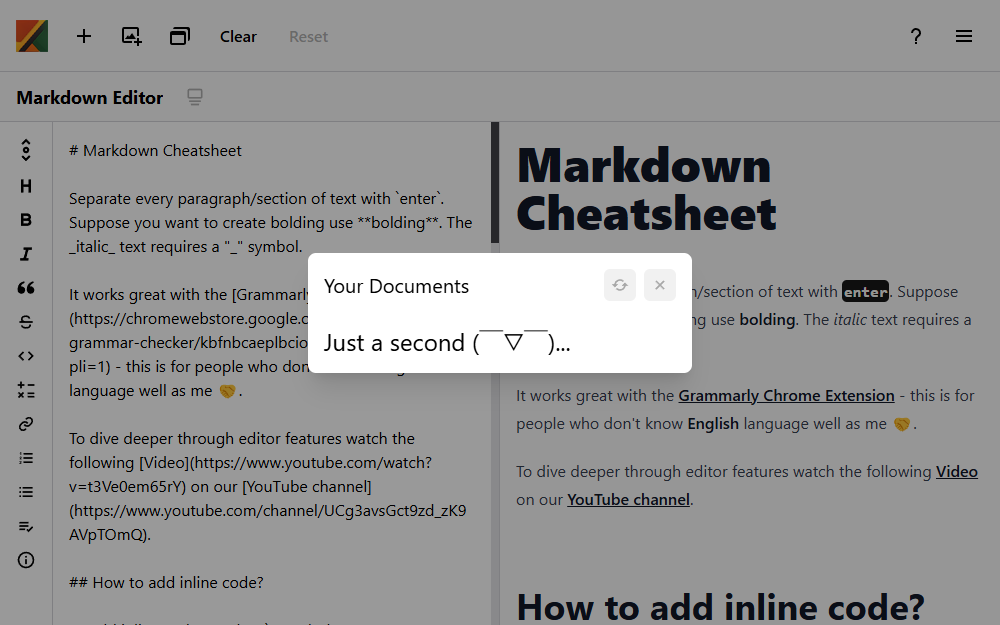 Clear
Reset
?
Markdown Editor
# Markdown Cheatsheet
Separate every paragraph/section of text with `enter`.
Suppose you want to create bolding use **bolding**. The
_italic_ text requires a "_" symbol.
It works great with the [Grammarly
(https://chromewebstore.google.c
grammar-checker/kbfnbcaeplbcio
pli=1) - this is for people who don
language well as me 🤝.
To dive deeper through editor features watch the
following [Video](https://www.youtube.com/watch?
v=t3Ve0em65rY) on our [YouTube channel]
(https://www.youtube.com/channel/UCg3avsGct9zd_zK9
AVpTOmQ).
## How to add inline code?
Your Documents
Just a second (￣▽￣)...
Markdown
Cheatsheet
n/section of text with enter. Suppose
ng use bolding. The italic text requires a
It works great with the Grammarly Chrome Extension - this is for
people who don't know English language well as me 🤝.
To dive deeper through editor features watch the following Video
on our YouTube channel.
How to add inline code?